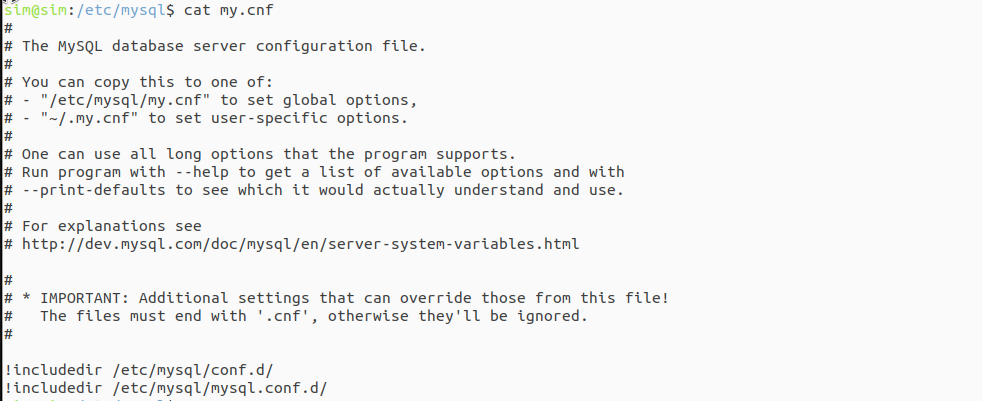 sim@sim:/etc/mysql$ cat my.cnf
#
# The MySQL database server configuration file.
#
# You can copy this to one of:
# - "/etc/mysql/my.cnf" to set global options,
# - "~/.my.cnf" to set user-specific options.
#
# One can use all long options that the program supports.
# Run program with --help to get a list of available options and with
# --print-defaults to see which it would actually understand and use.
#
# For explanations see
# http://dev.mysql.com/doc/mysql/en/server-system-variables.html

#
# * IMPORTANT: Additional settings that can override those from this file!
#   The files must end with '.cnf', otherwise they'll be ignored.
#

!includedir /etc/mysql/conf.d/
!includedir /etc/mysql/mysql.conf.d/